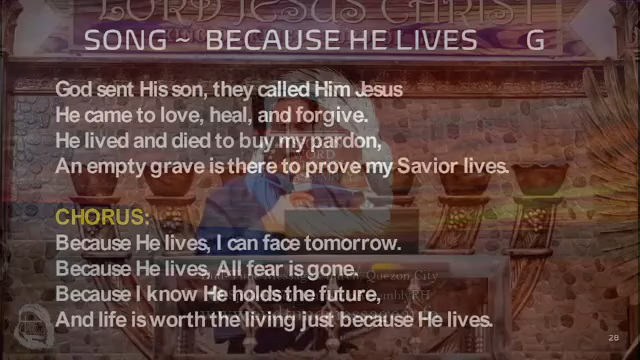 LORD JESUS CHRIST
SONG ~ BECAUSE HE LIVES G
God sent His son, they called Him Jesus
He came to love, heal, and forgive.
He lived and died to buy my pardon,
An empty grave is there to prove my Savior lives.
CHORUS:
Because He lives, I can face tomorrow.
Because He lives, All fear is gone.
Quezon City
Because I know He holds the future,
And life is worth the living just because He lives.
28